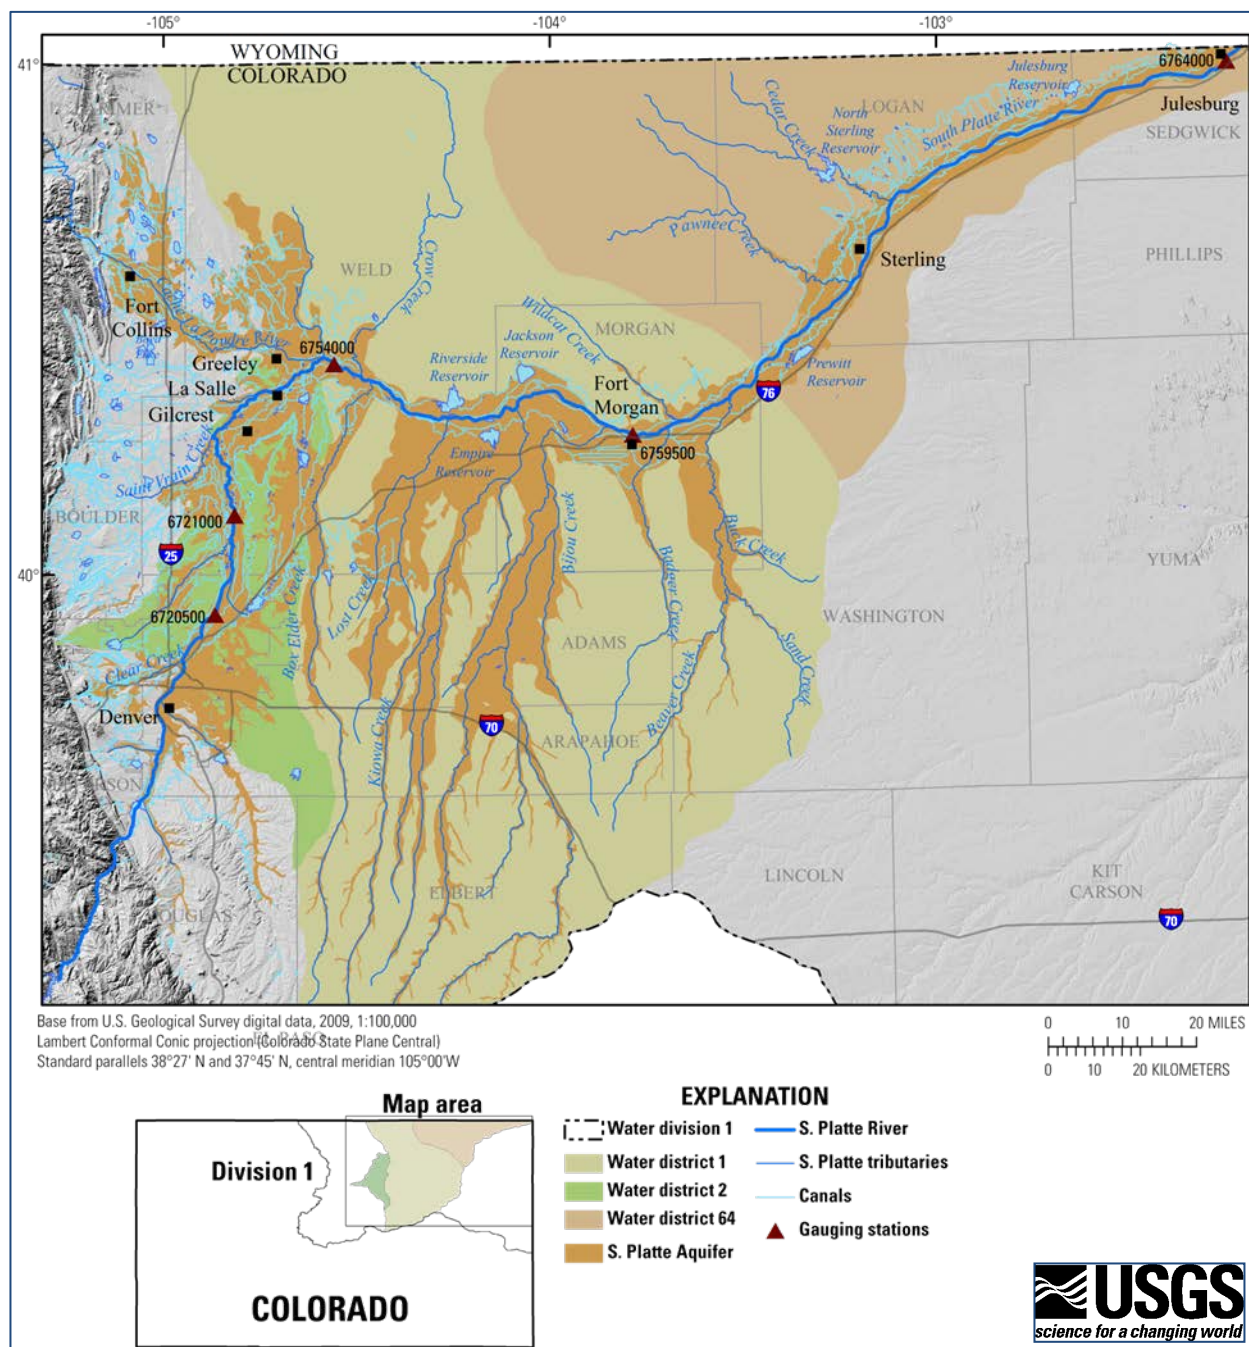 -105°
-104°
-103°
41°
40°
WYOMING
COLORADO
6764000
Julesburg
Reservoir
Julesburg
SEDGWICK
LOGAN
North
Sterling
Reservoir
South Platte River
Cedar Creek
Pawnee Creek
Sterling
PHILLIPS
WELD
Crow Creek
Fort
Collins
Cache La Poudre River
6754000
Greeley
La Salle
Gilcrest
Riverside
Reservoir
Jackson
Reservoir
Wildcat Creek
MORGAN
Fort
Morgan
Prewitt
Reservoir
76
6759500
Empire
Reservoir
Saint Vrain Creek
BOULDER
6721000
25
6720500
Clear Creek
Denver
Box Elder Creek
Lost Creek
Kiowa Creek
Bijou Creek
Badger Creek
Beaver Creek
Buck Creek
Sand Creek
ADAMS
WASHINGTON
YUMA
70
ARAPAHOE
ELBERT
LINCOLN
KIT
CARSON
70
Base from U.S. Geological Survey digital data, 2009, 1:100,000
Lambert Conformal Conic projection (Colorado State Plane Central)
Standard parallels 38°27' N and 37°45' N, central meridian 105°00'W
EL PASO
0 10 20 MILES
0 10 20 KILOMETERS
Map area
Division 1
COLORADO
EXPLANATION
Water division 1
Water district 1
Water district 2
Water district 64
S. Platte Aquifer
S. Platte River
S. Platte tributaries
Canals
Gauging stations
USGS
science for a changing world